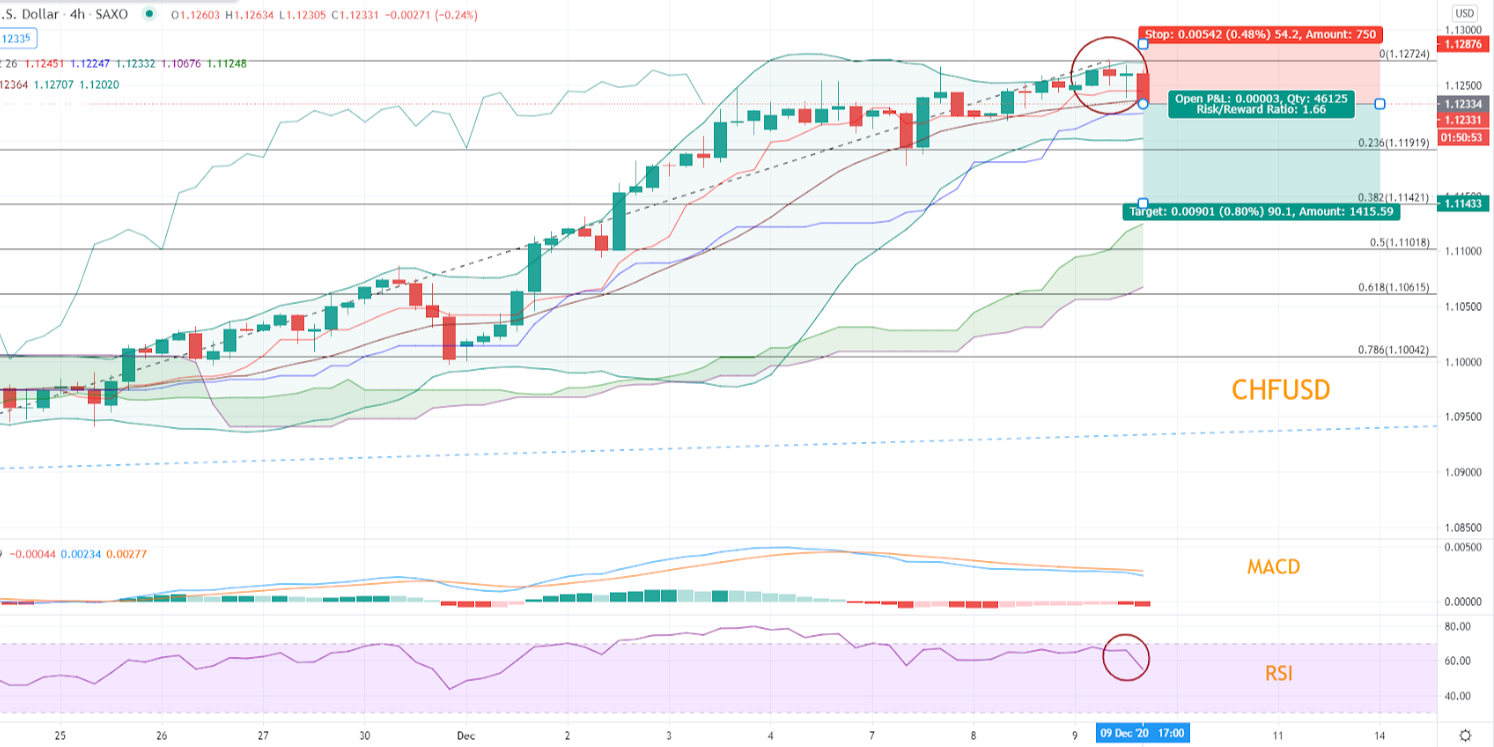 .S. Dollar · 4h · SAXO O1.12603 H1.12634 L1.12305 C1.12331 −0.00271 (−0.24%)
12335
26 1.12451 1.12247 1.12332 1.10676 1.11248
12364 1.12707 1.12020
USD
1.13000
Stop: 0.00542 (0.48%) 54.2, Amount: 750
1.12876
0(1.12724)
1.12500
Open P&L: 0.00003, Qty: 46125
Risk/Reward Ratio: 1.66
1.12334
1.12331
01:50:53
0.236(1.11919)
1.11500
0.382(1.11421)
1.11433
Target: 0.00901 (0.80%) 90.1, Amount: 1415.59
0.5(1.11018)
1.11000
0.618(1.10615)
1.10500
0.786(1.10042)
1.10000
CHFUSD
1.09500
1.09000
1.08500
9 −0.00044 0.00234 0.00277
0.00500
MACD
0.00000
80.00
60.00
RSI
40.00
25 26 27 30 Dec 2 3 4 7 8 9 09 Dec '20 17:00 11 14